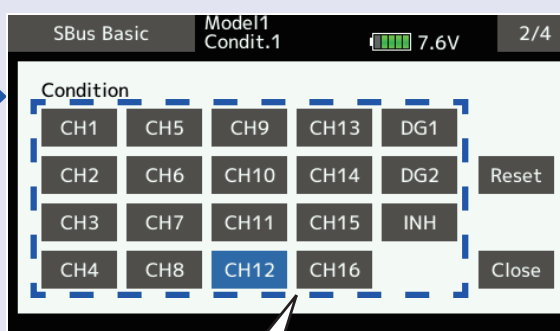 SBus Basic Model1 Condit.1 7.6V 2/4
Condition
CH1 CH5 CH9 CH13 DG1
CH2 CH6 CH10 CH14 DG2 Reset
CH3 CH7 CH11 CH15 INH
CH4 CH8 CH12 CH16 Close